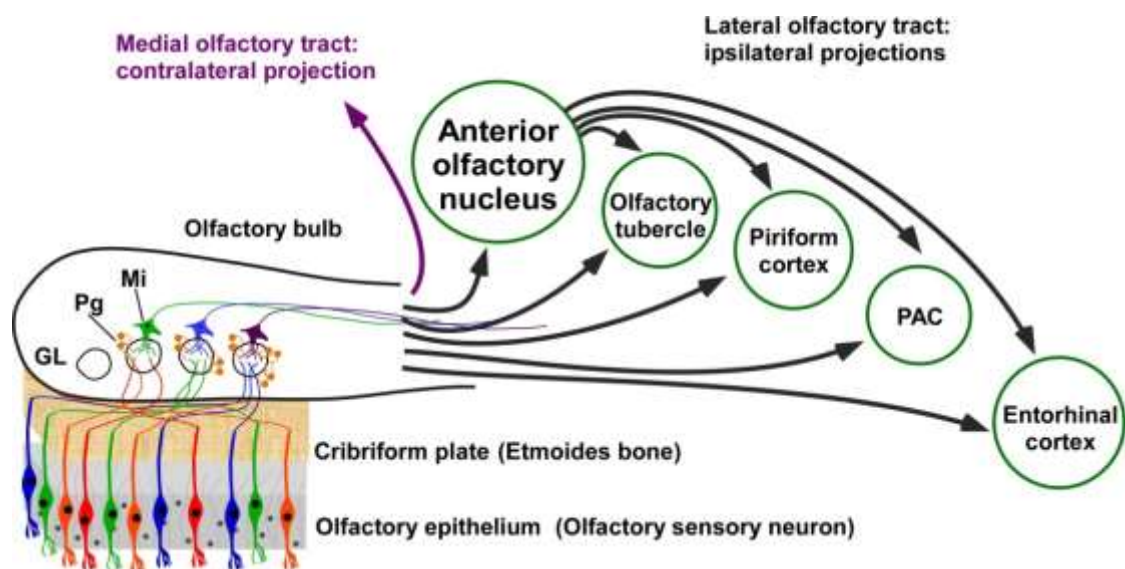 Medial olfactory tract:
contralateral projection
Lateral olfactory tract:
ipsilateral projections
Anterior
olfactory
nucleus
Olfactory
tubercle
Piriform
cortex
PAC
Entorhinal
cortex
Olfactory bulb
Mi
Pg
GL
Cribriform plate (Etmoides bone)
Olfactory epithelium (Olfactory sensory neuron)